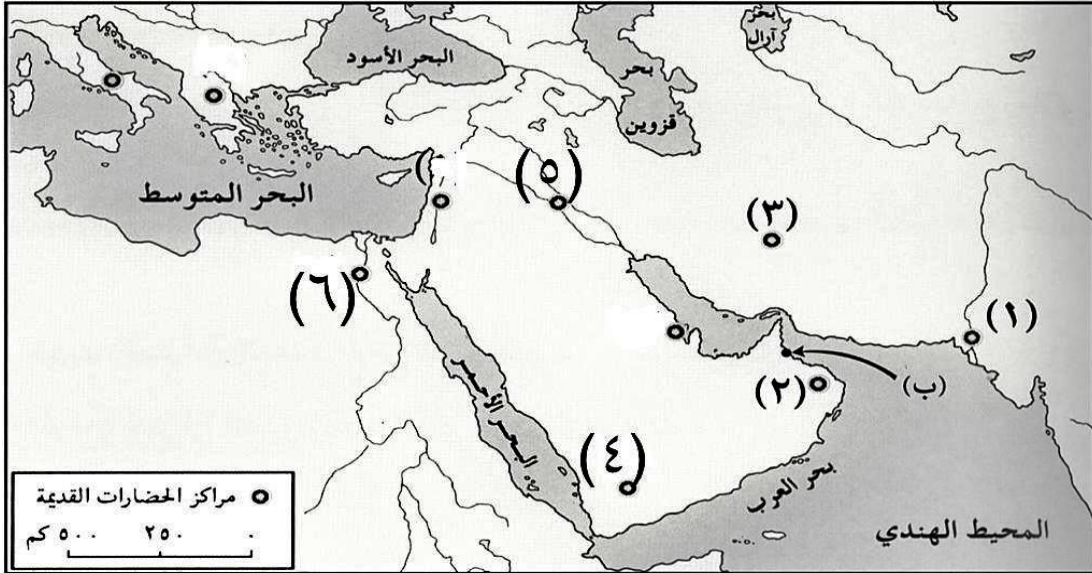 بحر آرال
البحر الأسود
بحر قزوين
(٥)
البحر المتوسط
(٣)
(٦)
(١)
(ب)
(٢)
البحر الأحمر
(٤)
بحر العرب
المحيط الهندي
مراكز الحضارات القديمة
٥٠٠ كم ٢٥٠ ٠